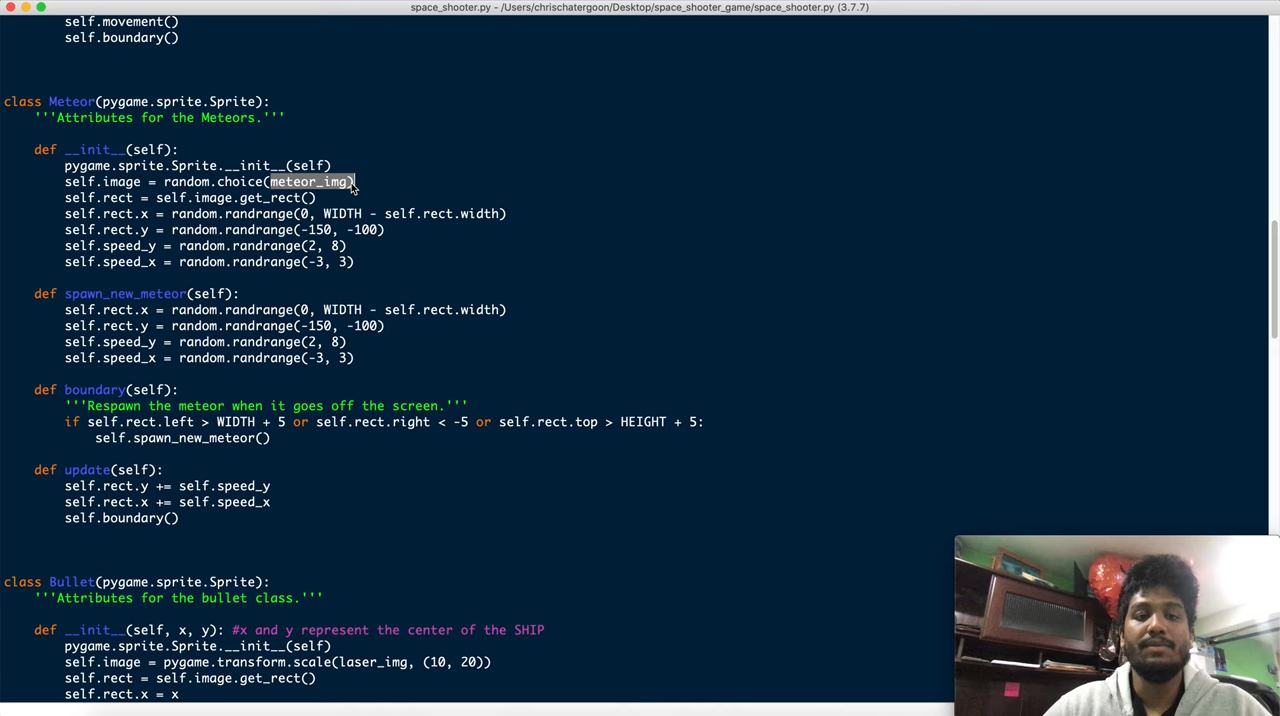 space_shooter.py - /Users/chrischatergoon/Desktop/space_shooter_game/space_shooter.py (3.7.7)
self.movement()
self.boundary()
class Meteor(pygame.sprite.Sprite):
'''Attributes for the Meteors.'''
def __init__(self):
pygame.sprite.Sprite.__init__(self)
self.image = random.choice(meteor_img)
self.rect = self.image.get_rect()
self.rect.x = random.randrange(0, WIDTH - self.rect.width)
self.rect.y = random.randrange(-150, -100)
self.speed_y = random.randrange(2, 8)
self.speed_x = random.randrange(-3, 3)
def spawn_new_meteor(self):
self.rect.x = random.randrange(0, WIDTH - self.rect.width)
self.rect.y = random.randrange(-150, -100)
self.speed_y = random.randrange(2, 8)
self.speed_x = random.randrange(-3, 3)
def boundary(self):
'''Respawn the meteor when it goes off the screen.'''
if self.rect.left > WIDTH + 5 or self.rect.right < -5 or self.rect.top > HEIGHT + 5:
self.spawn_new_meteor()
def update(self):
self.rect.y += self.speed_y
self.rect.x += self.speed_x
self.boundary()
class Bullet(pygame.sprite.Sprite):
'''Attributes for the bullet class.'''
def __init__(self, x, y): #x and y represent the center of the SHIP
pygame.sprite.Sprite.__init__(self)
self.image = pygame.transform.scale(laser_img, (10, 20))
self.rect = self.image.get_rect()
self.rect.x = x